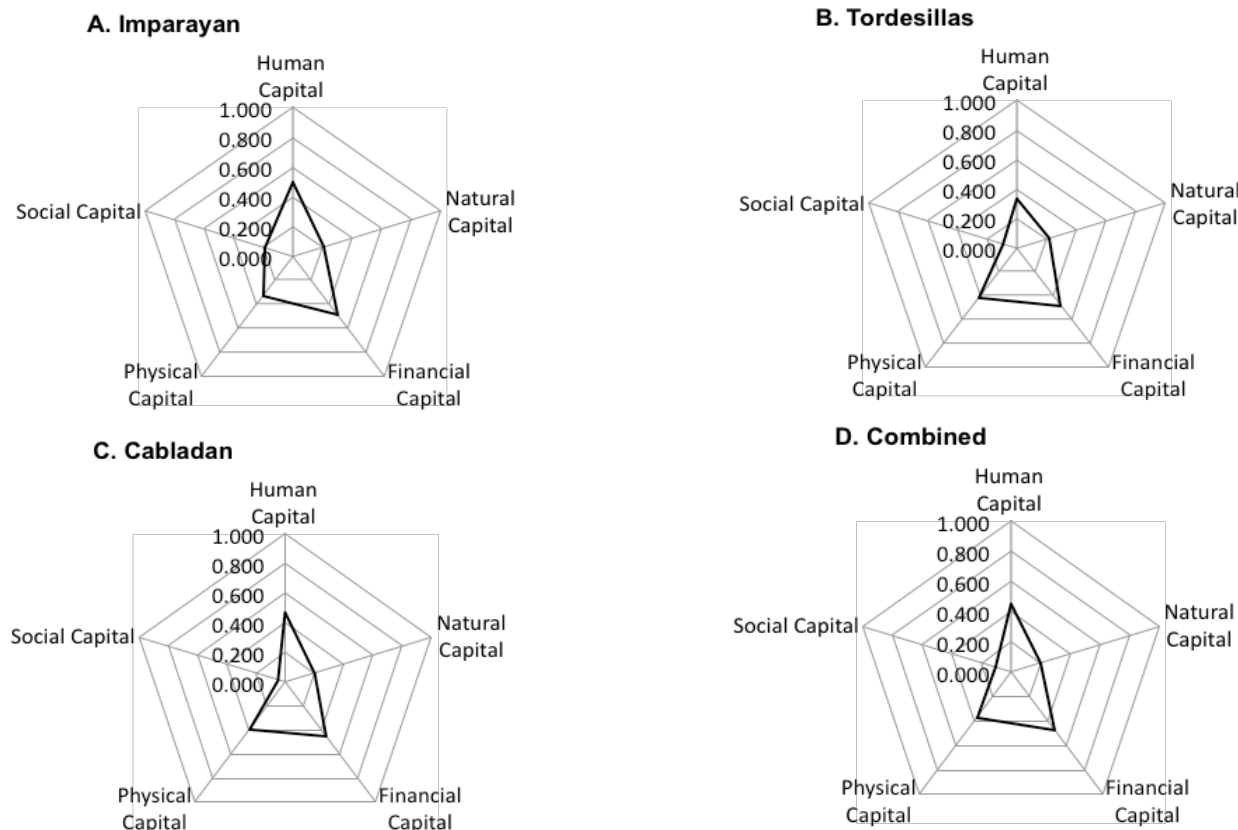 A. Imparayan
Human
Capital
1.000
0.800
0.600
0.400
0.200
0.000
Natural
Capital
Social Capital
Physical
Capital
Financial
Capital
B. Tordesillas
Human
Capital
1.000
0.800
0.600
0.400
0.200
0.000
Natural
Capital
Social Capital
Physical
Capital
Financial
Capital
C. Cabladan
Human
Capital
1.000
0.800
0.600
0.400
0.200
0.000
Natural
Capital
Social Capital
Physical
Capital
Financial
Capital
D. Combined
Human
Capital
1.000
0.800
0.600
0.400
0.200
0.000
Natural
Capital
Social Capital
Physical
Capital
Financial
Capital